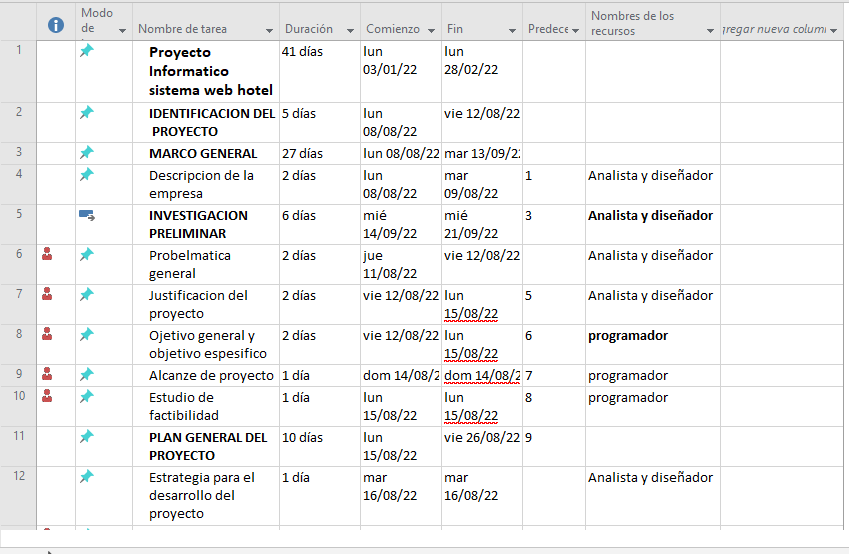 Modo de Nombre de tarea Duración Comienzo Fin Predece Nombres de los recursos gregar nueva colum
1 Proyecto Informatico sistema web hotel 41 días lun 03/01/22 lun 28/02/22
2 IDENTIFICACION DEL PROYECTO 5 días lun 08/08/22 vie 12/08/22
3 MARCO GENERAL 27 días lun 08/08/22 mar 13/09/2
4 Descripcion de la empresa 2 días lun 08/08/22 mar 09/08/22 1 Analista y diseñador
5 INVESTIGACION PRELIMINAR 6 días mié 14/09/22 mié 21/09/22 3 Analista y diseñador
6 Probelmatica general 2 días jue 11/08/22 vie 12/08/22 Analista y diseñador
7 Justificacion del proyecto 2 días vie 12/08/22 lun 15/08/22 5 Analista y diseñador
8 Ojetivo general y objetivo espesifico 2 días vie 12/08/22 lun 15/08/22 6 programador
9 Alcanze de proyecto 1 día dom 14/08/2 dom 14/08/2 7 programador
10 Estudio de factibilidad 1 día lun 15/08/22 lun 15/08/22 8 programador
11 PLAN GENERAL DEL PROYECTO 10 días lun 15/08/22 vie 26/08/22 9
12 Estrategia para el desarrollo del proyecto 1 día mar 16/08/22 mar 16/08/22 Analista y diseñador